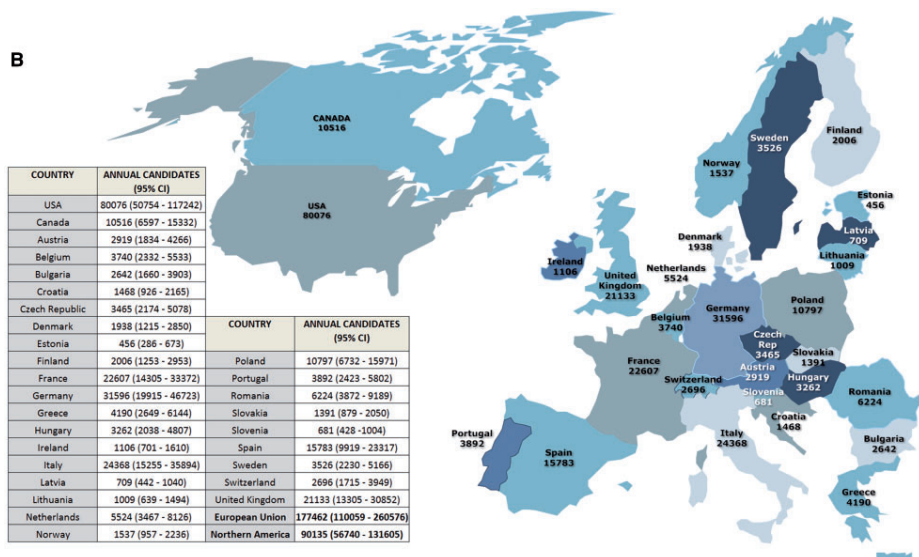 B
CANADA
10516
USA
80076
COUNTRY ANNUAL CANDIDATES
(95% CI)
USA 80076 (50754 - 117242)
Canada 10516 (6597 - 15332)
Austria 2919 (1834 - 4266)
Belgium 3740 (2332 - 5533)
Bulgaria 2642 (1660 - 3903)
Croatia 1468 (926 - 2165)
Czech Republic 3465 (2174 - 5078)
Denmark 1938 (1215 - 2850)
Estonia 456 (286 - 673)
Finland 2006 (1253 - 2953)
France 22607 (14305 - 33372)
Germany 31596 (19915 - 46723)
Greece 4190 (2649 - 6144)
Hungary 3262 (2038 - 4807)
Ireland 1106 (701 - 1610)
Italy 24368 (15255 - 35894)
Latvia 709 (442 - 1040)
Lithuania 1009 (639 - 1494)
Netherlands 5524 (3467 - 8126)
Norway 1537 (957 - 2236)
COUNTRY ANNUAL CANDIDATES
(95% CI)
Poland 10797 (6732 - 15971)
Portugal 3892 (2423 - 5802)
Romania 6224 (3872 - 9189)
Slovakia 1391 (879 - 2050)
Slovenia 681 (428 -1004)
Spain 15783 (9919 - 23317)
Sweden 3526 (2230 - 5166)
Switzerland 2696 (1715 - 3949)
United Kingdom 21133 (13305 - 30852)
European Union 177462 (110059 - 260576)
Northern America 90135 (56740 - 131605)
Sweden
3526
Finland
2006
Norway
1537
Estonia
456
Latvia
709
Lithuania
1009
Denmark
1938
Ireland
1106
United
Kingdom
21133
Netherlands
5524
Belgium
3740
Germany
31596
Poland
10797
Czech
Rep
3465
Slovakia
1391
France
22607
Switzerland
2696
Austria
2919
Hungary
3262
Slovenia
681
Croatia
1468
Romania
6224
Bulgaria
2642
Italy
24368
Portugal
3892
Spain
15783
Greece
4190